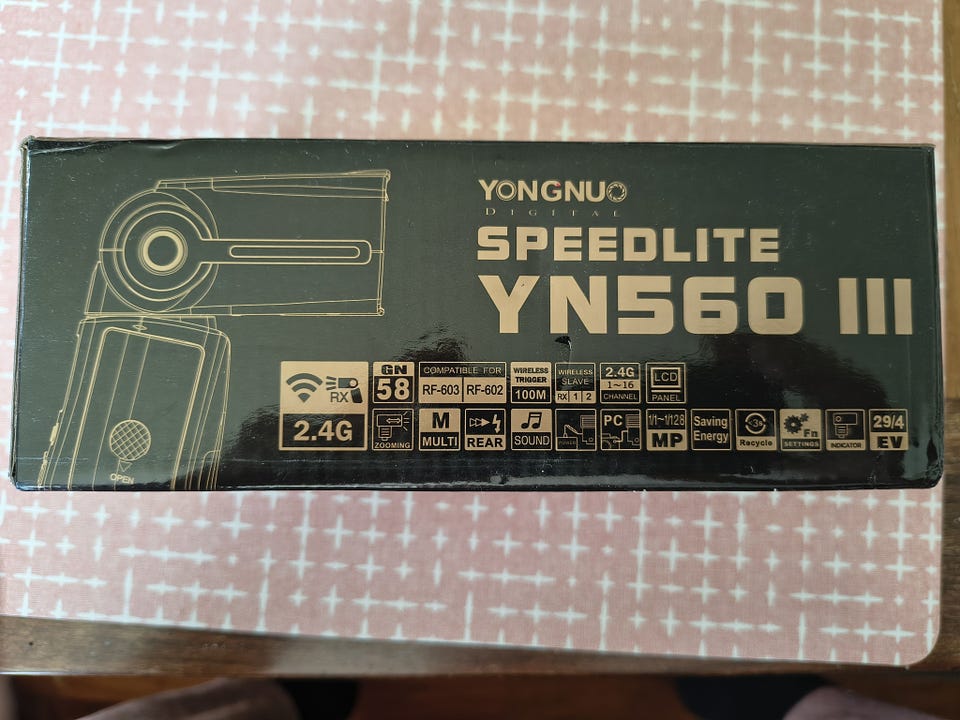 YONGNUO
DIGITAL
SPEEDLITE
YN560 III
RX
2.4G
GN
58
COMPATIBLE FOR
RF-603 RF-602
WIRELESS
TRIGGER
100M
WIRELESS
SLAVE
RX 1 2
2.4G
1~16
CHANNEL
LCD
PANEL
ZOOMING
M
MULTI
REAR
SOUND
POWER
PC
1/1~1/128
MP
Saving
Energy
<3s
Recycle
Fn
SETTINGS
INDICATOR
29/4
EV
OPEN